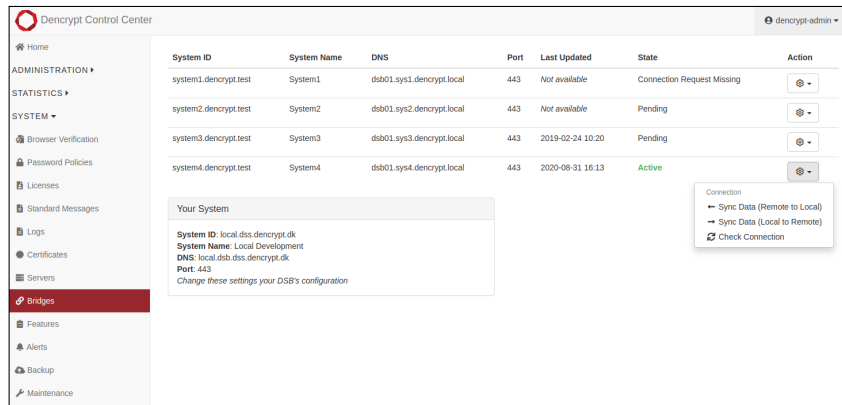 Dencrypt Control Center
dencrypt-admin
Home
ADMINISTRATION
STATISTICS
SYSTEM
Browser Verification
Password Policies
Licenses
Standard Messages
Logs
Certificates
Servers
Bridges
Features
Alerts
Backup
Maintenance
System ID System Name DNS Port Last Updated State Action
system1.dencrypt.test System1 dsb01.sys1.dencrypt.local 443 Not available Connection Request Missing
system2.dencrypt.test System2 dsb01.sys2.dencrypt.local 443 Not available Pending
system3.dencrypt.test System3 dsb01.sys3.dencrypt.local 443 2019-02-24 10:20 Pending
system4.dencrypt.test System4 dsb01.sys4.dencrypt.local 443 2020-08-31 16:13 Active
Connection
Sync Data (Remote to Local)
Sync Data (Local to Remote)
Check Connection
Your System
System ID: local.dss.dencrypt.dk
System Name: Local Development
DNS: local.dsb.dss.dencrypt.dk
Port: 443
Change these settings your DSB's configuration